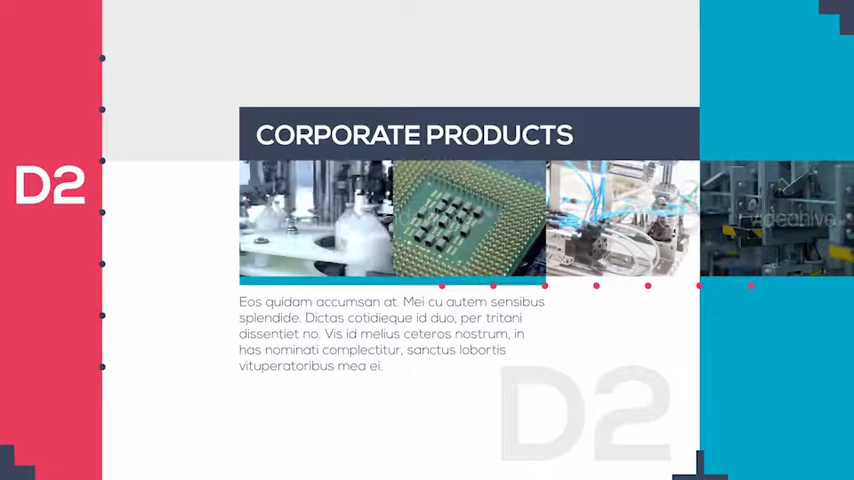 CORPORATE PRODUCTS
D2
videohive
Eos quidam accumsan at. Mei cu autem sensibus
splendide. Dictas cotidieque id duo, per tritani
dissentiet no. Vis id melius ceteros nostrum, in
has nominati complectitur, sanctus lobortis
vituperatoribus mea ei.
D2